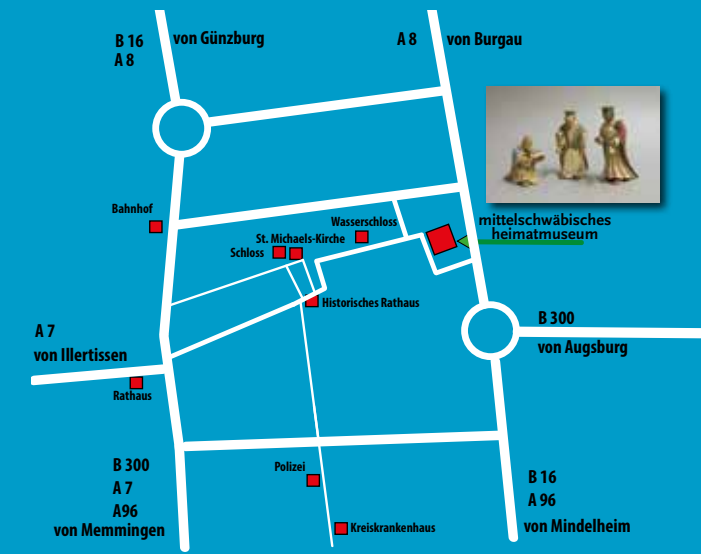 B 16
A 8
von Günzburg
A 8
von Burgau
Bahnhof
Wasserschloss
mittelschwäbisches
heimatmuseum
St. Michaels-Kirche
Schloss
Historisches Rathaus
A 7
von Illertissen
B 300
von Augsburg
Rathaus
B 300
A 7
A96
von Memmingen
Polizei
B 16
A 96
von Mindelheim
Kreiskrankenhaus